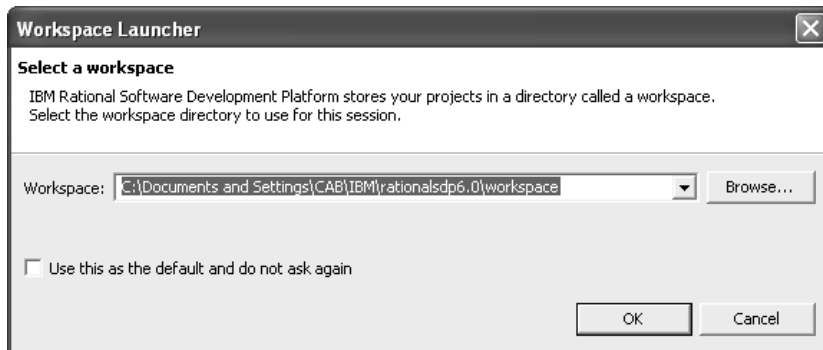 Workspace Launcher
Select a workspace
IBM Rational Software Development Platform stores your projects in a directory called a workspace.
Select the workspace directory to use for this session.
Workspace: C:\Documents and Settings\CAB\IBM\rationalsdp6.0\workspace Browse...
Use this as the default and do not ask again
OK Cancel